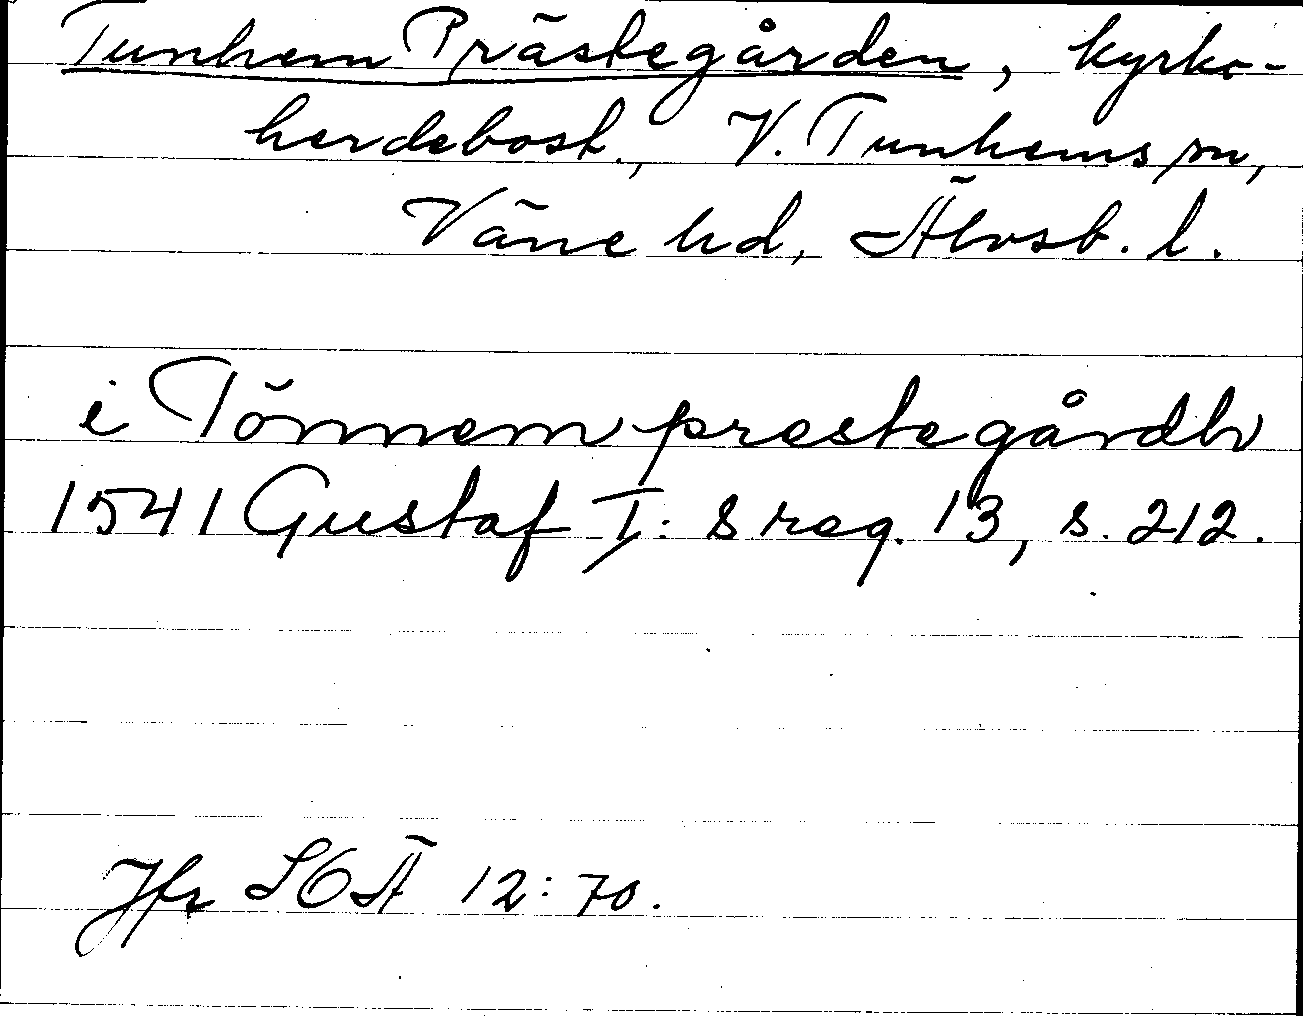 Tunhem Prästegården, kyrko-
herdebost., V. Tunhems sn,
Väne hd, Älvsb. l.
i Tönnem prestegårdh
1541 Gustaf I: s reg. 13, s. 212.
Jfr SOÄ 12:70.